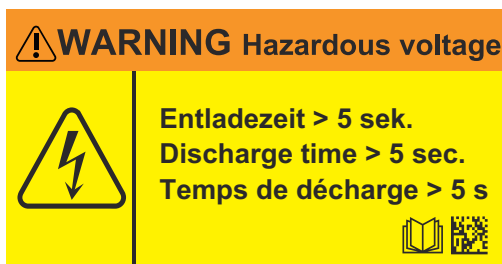 WARNING Hazardous voltage
Entladezeit > 5 sek.
Discharge time > 5 sec.
Temps de décharge > 5 s